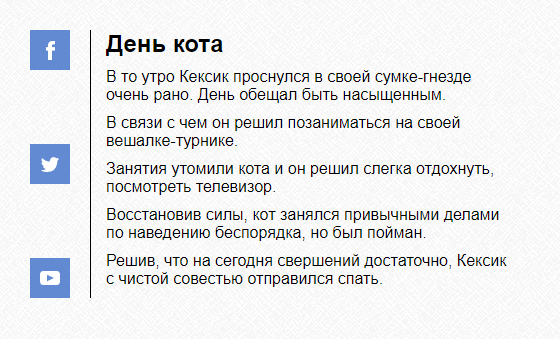 День кота
В то утро Кексик проснулся в своей сумке-гнезде
очень рано. День обещал быть насыщенным.
В связи с чем он решил позаниматься на своей
вешалке-турнике.
Занятия утомили кота и он решил слегка отдохнуть,
посмотреть телевизор.
Восстановив силы, кот занялся привычными делами
по наведению беспорядка, но был пойман.
Решив, что на сегодня свершений достаточно, Кексик
с чистой совестью отправился спать.